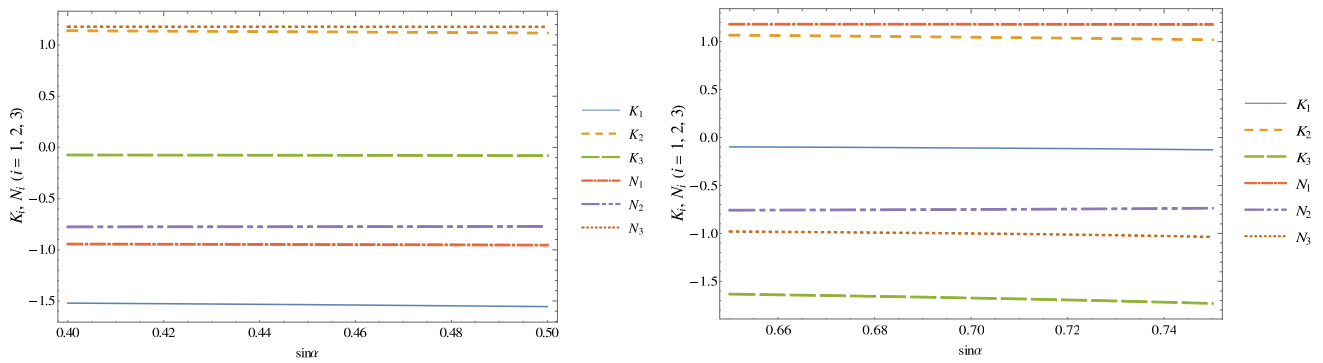 K_i, N_i (i = 1, 2, 3)
1.0
0.5
0.0
−0.5
−1.0
−1.5
0.40 0.42 0.44 0.46 0.48 0.50
sinα
K_1
K_2
K_3
N_1
N_2
N_3
K_i, N_i (i = 1, 2, 3)
1.0
0.5
0.0
−0.5
−1.0
−1.5
0.66 0.68 0.70 0.72 0.74
sinα
K_1
K_2
K_3
N_1
N_2
N_3